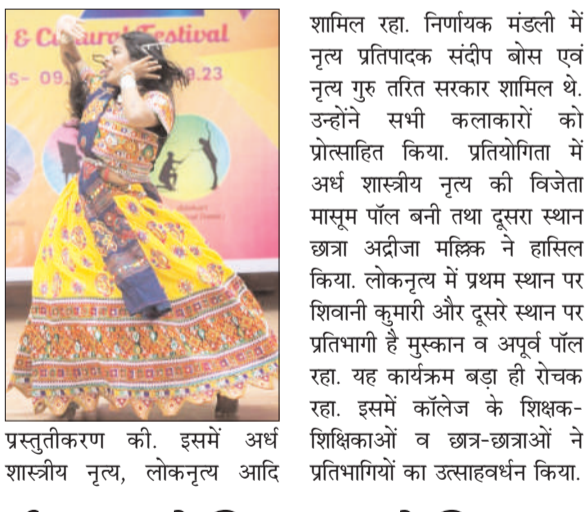 & Cultural Festival
S- 09.
.23
प्रस्तुतीकरण की. इसमें अर्ध
शास्त्रीय नृत्य, लोकनृत्य आदि
शामिल रहा. निर्णायक मंडली में
नृत्य प्रतिपादक संदीप बोस एवं
नृत्य गुरु तरित सरकार शामिल थे.
उन्होंने सभी कलाकारों को
प्रोत्साहित किया. प्रतियोगिता में
अर्ध शास्त्रीय नृत्य की विजेता
मासूम पॉल बनी तथा दूसरा स्थान
छात्रा अद्रीजा मल्लिक ने हासिल
किया. लोकनृत्य में प्रथम स्थान पर
शिवानी कुमारी और दूसरे स्थान पर
प्रतिभागी है मुस्कान व अपूर्व पॉल
रहा. यह कार्यक्रम बड़ा ही रोचक
रहा. इसमें कॉलेज के शिक्षक-
शिक्षिकाओं व छात्र-छात्राओं ने
प्रतिभागियों का उत्साहवर्धन किया.